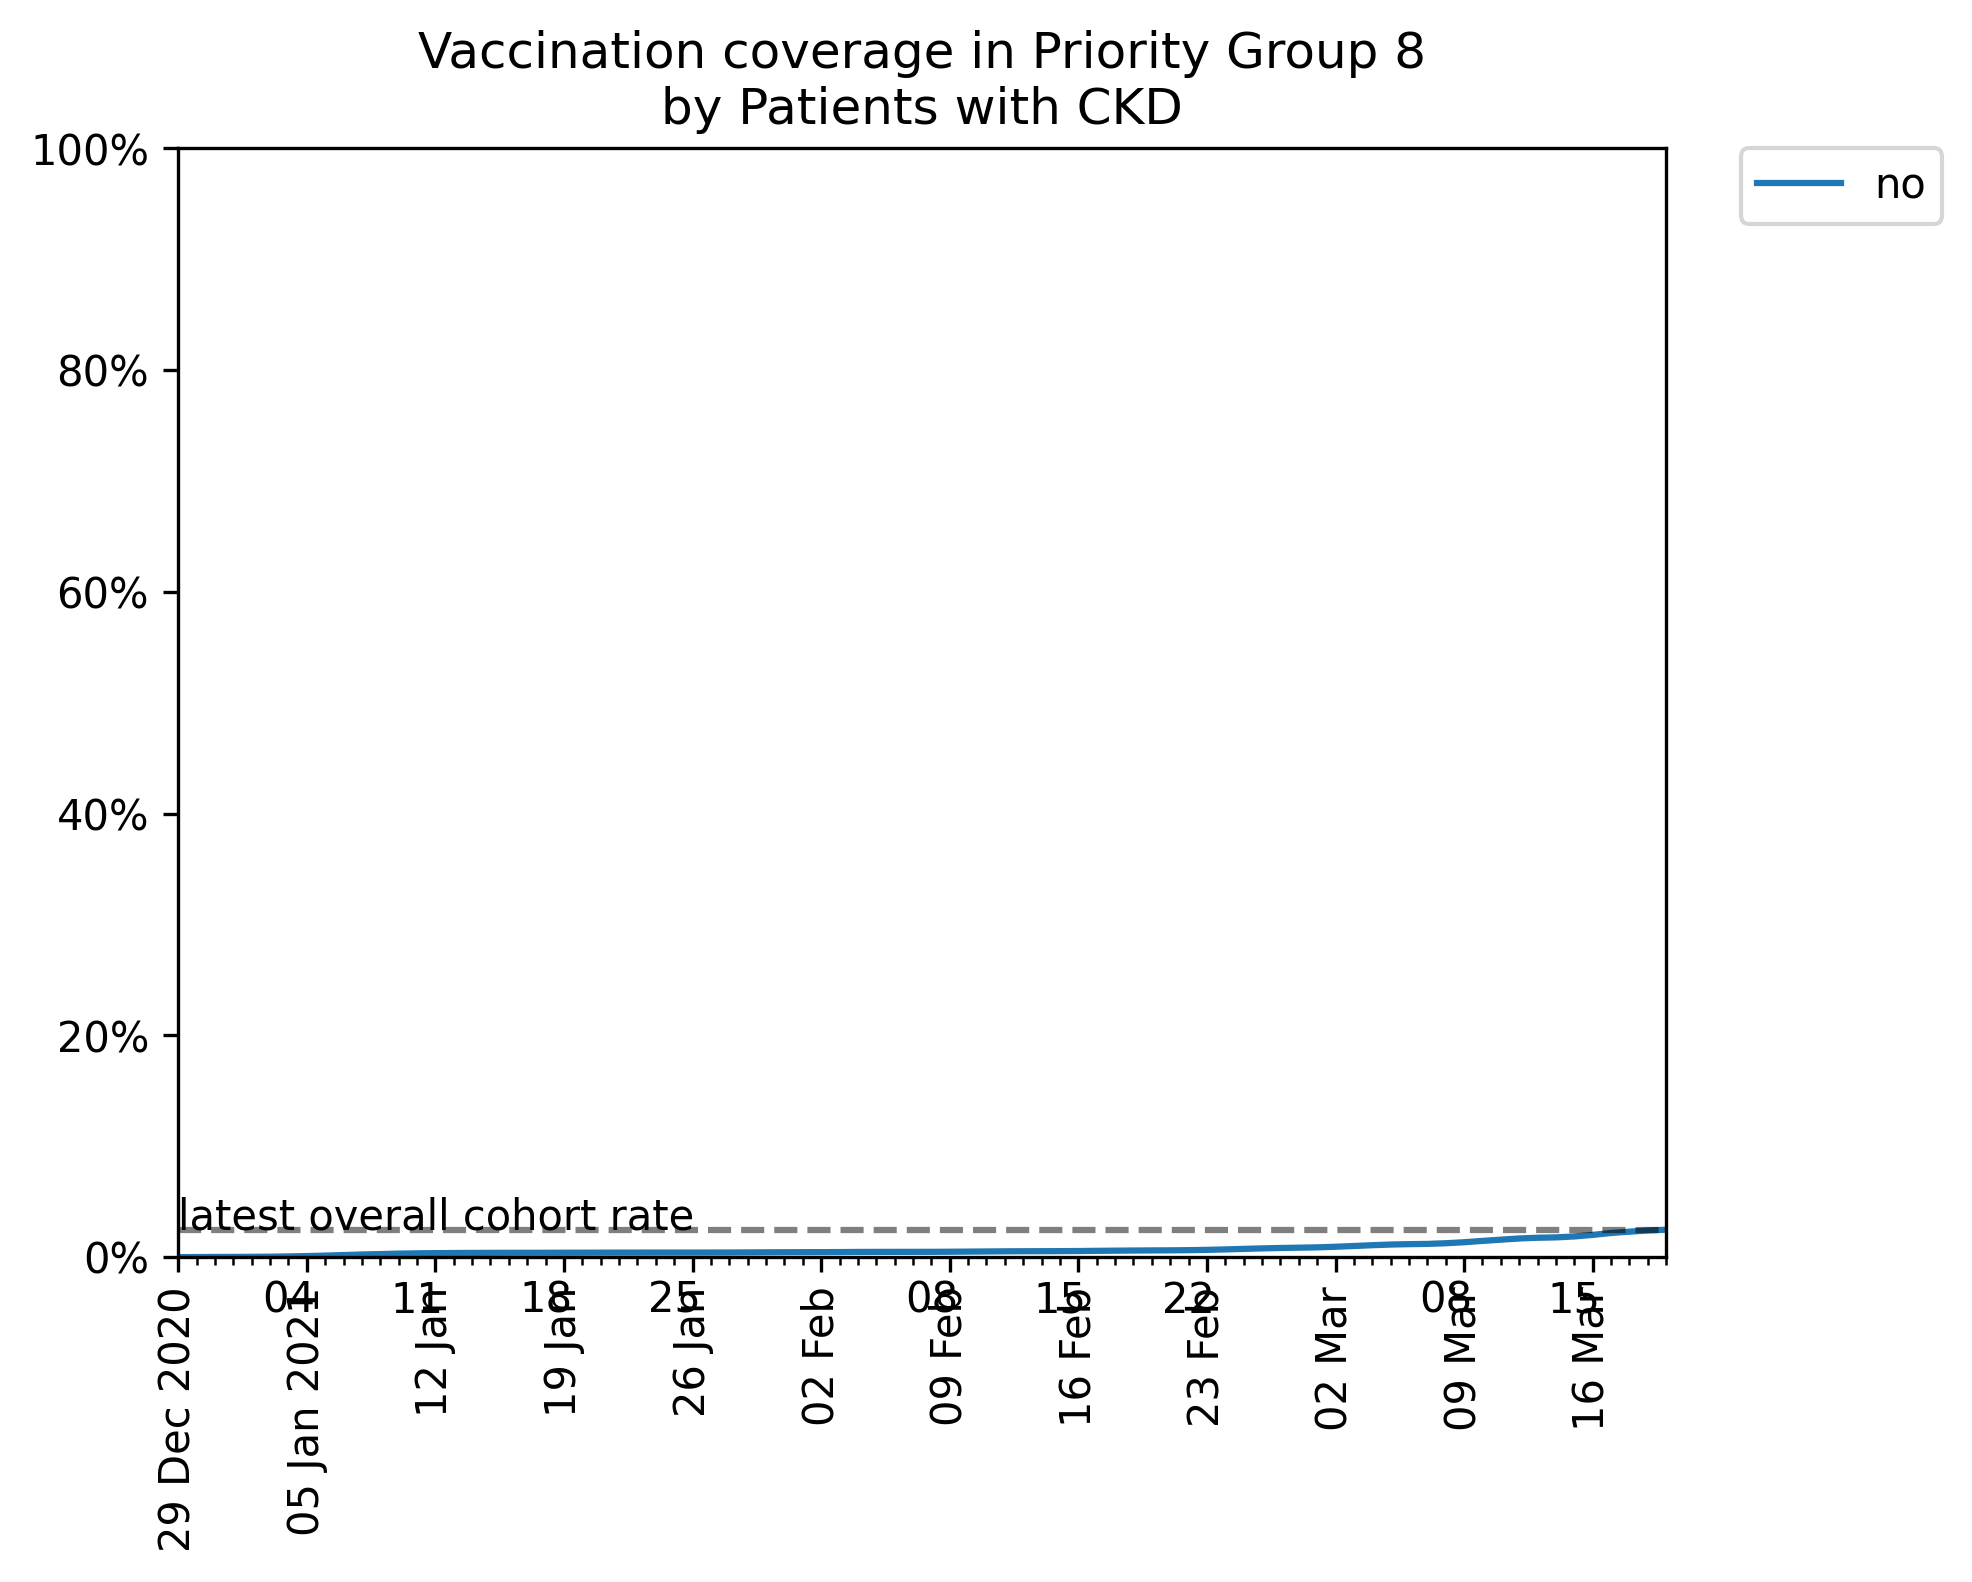 Vaccination coverage in Priority Group 8
by Patients with CKD
100%
80%
60%
40%
20%
0%
no
latest overall cohort rate
04
11
18
25
08
15
22
08
15
29 Dec 2020
05 Jan 2021
12 Jan
19 Jan
26 Jan
02 Feb
09 Feb
16 Feb
23 Feb
02 Mar
09 Mar
16 Mar